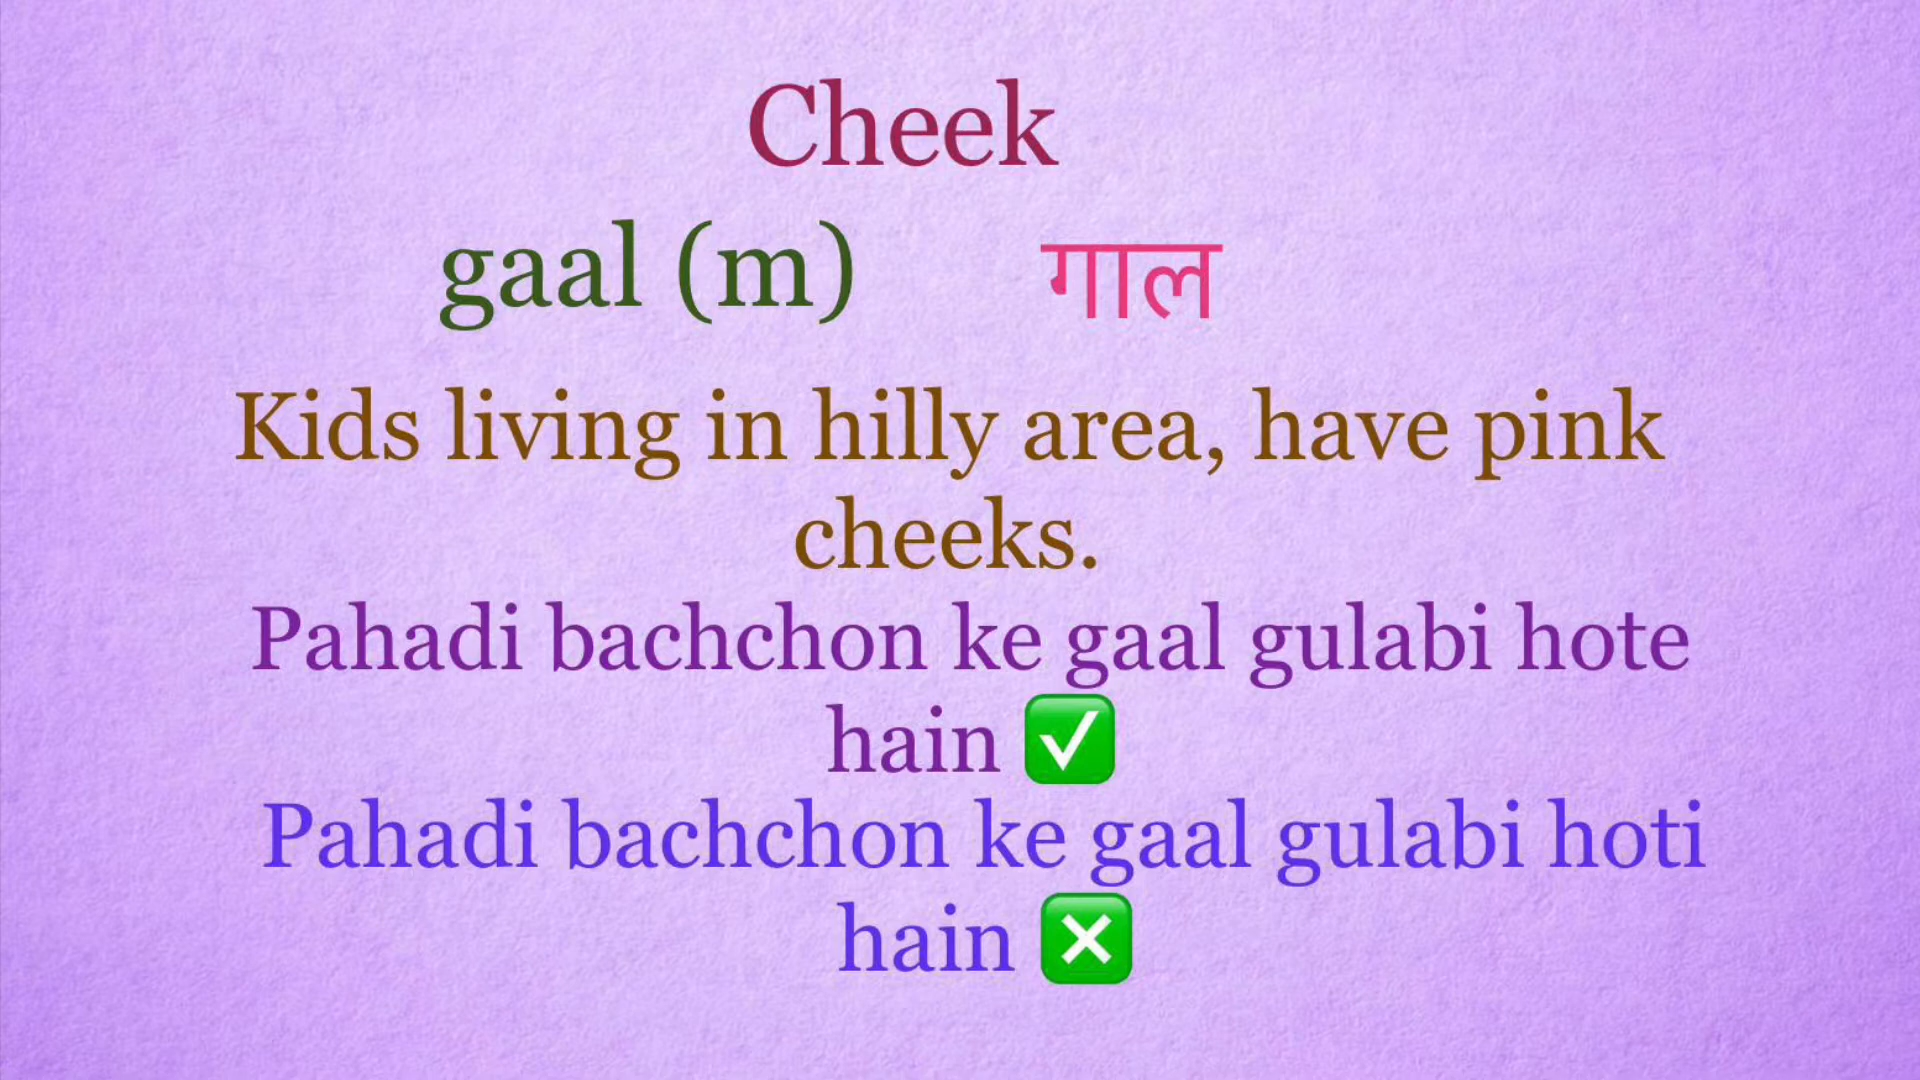 Cheek
gaal (m) गाल
Kids living in hilly area, have pink
cheeks.
Pahadi bachchon ke gaal gulabi hote
hain ✅
Pahadi bachchon ke gaal gulabi hoti
hain ❎